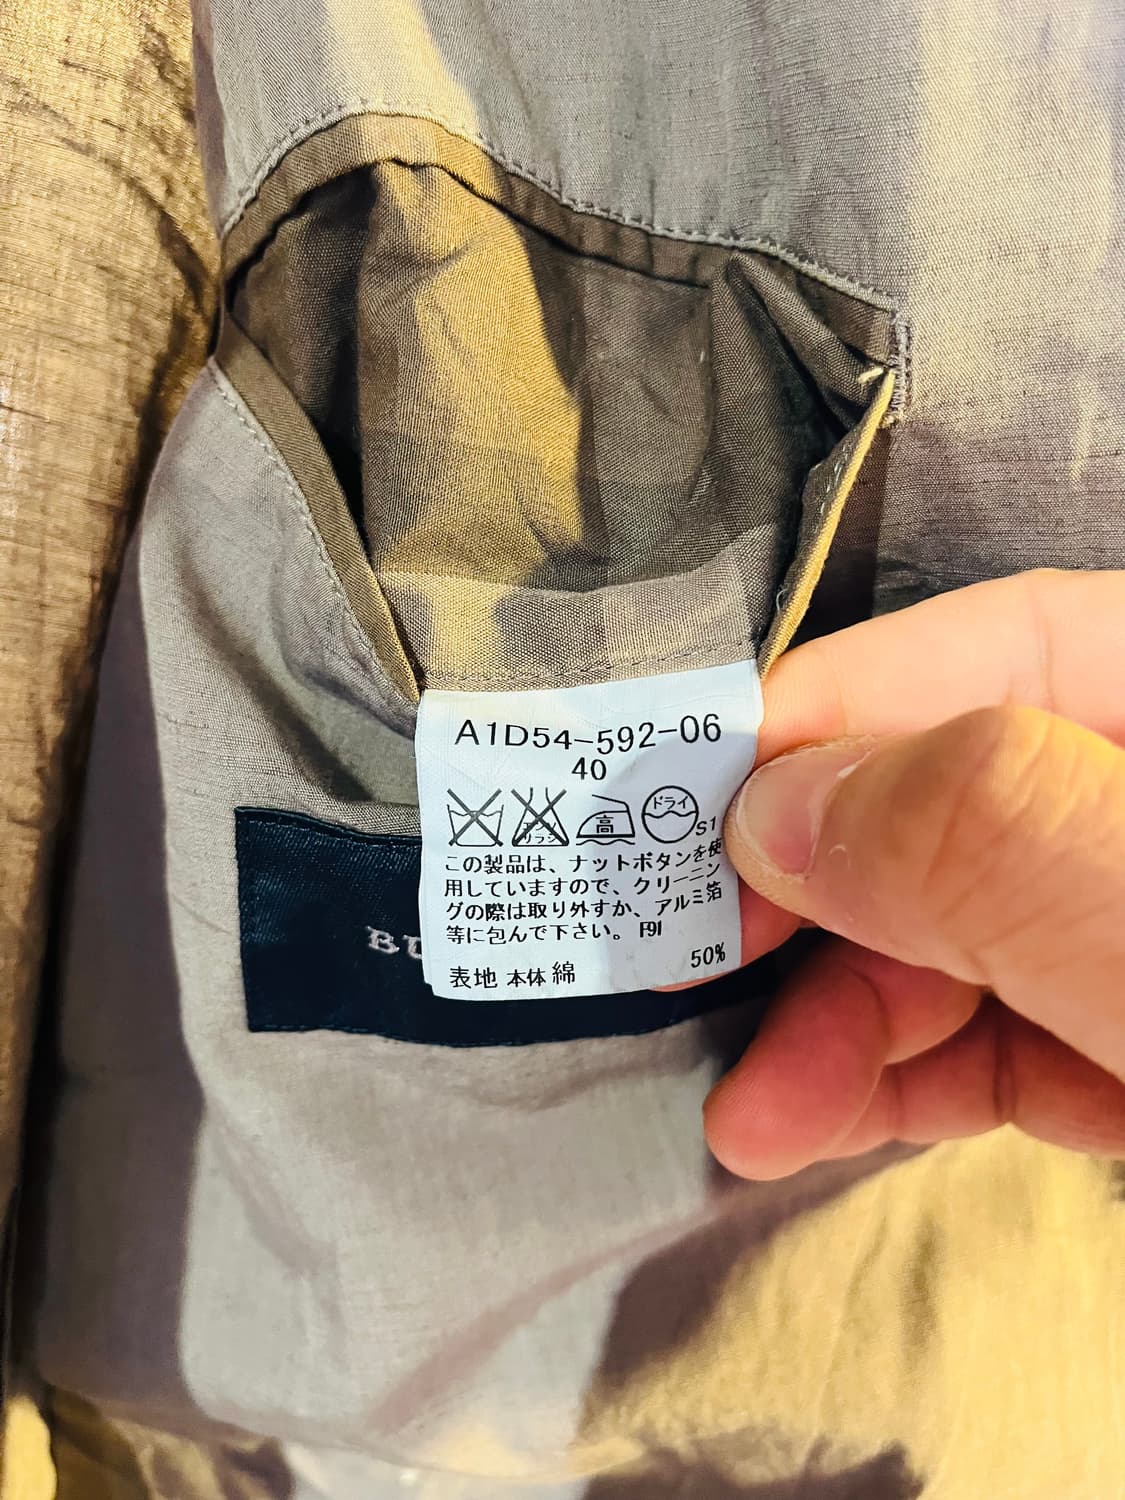 A1D54-592-06
40
高
ドライ
S1
この製品は、ナットボタンを使
用していますので、クリーニン
グの際は取り外すか、アルミ箔
等に包んで下さい。 F91
表地 本体 綿 50%
BU